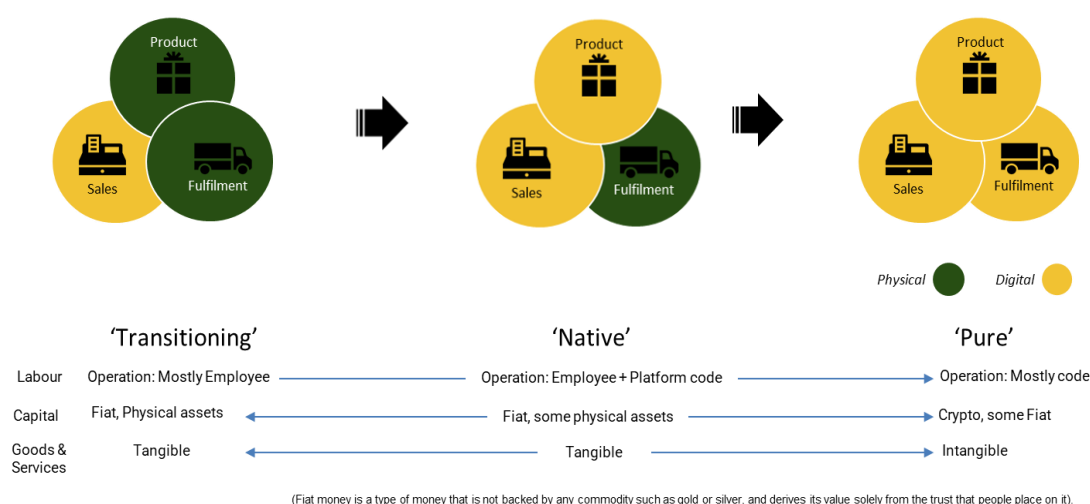 Product
Sales
Fulfilment
Product
Sales
Fulfilment
Product
Sales
Fulfilment
Physical
Digital
'Transitioning'
'Native'
'Pure'
Labour
Operation: Mostly Employee
Operation: Employee + Platform code
Operation: Mostly code
Capital
Fiat, Physical assets
Fiat, some physical assets
Crypto, some Fiat
Goods &
Services
Tangible
Tangible
Intangible
(Fiat money is a type of money that is not backed by any commodity such as gold or silver, and derives its value solely from the trust that people place on it).